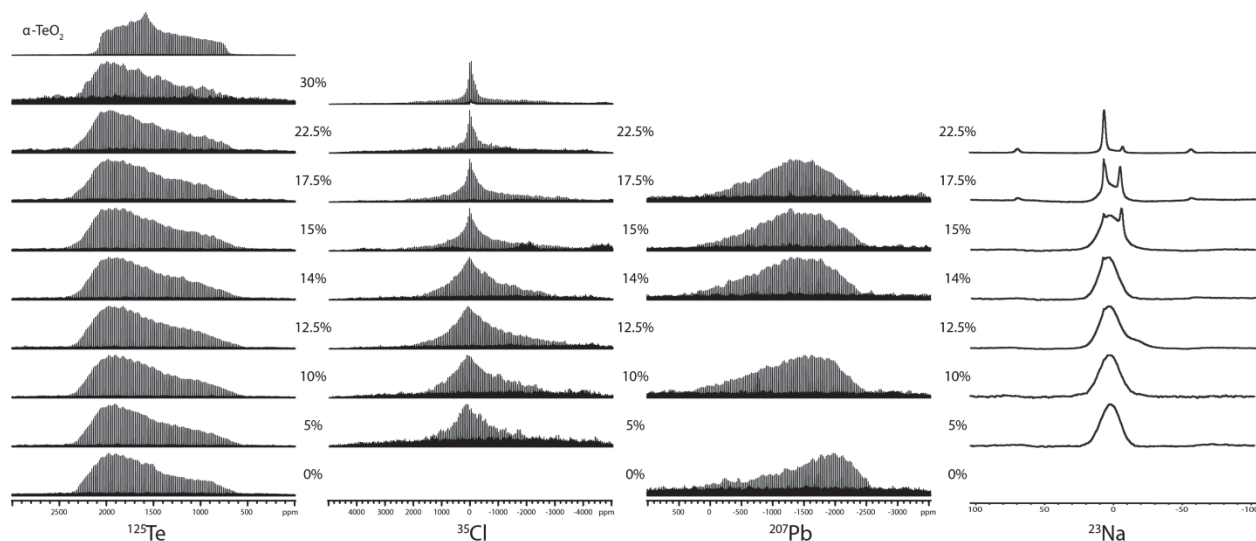 α-TeO2
30%
22.5% 22.5% 22.5%
17.5% 17.5% 17.5%
15% 15% 15%
14% 14% 14%
12.5% 12.5% 12.5%
10% 10% 10%
5% 5% 5%
0% 0% 0%
2500 2000 1500 1000 500 ppm
5000 4000 3000 2000 1000 0 -1000 -2000 -3000 -4000 ppm
500 0 -500 -1000 -1500 -2000 -2500 -3000 ppm
100 50 0 -50 -100
125Te 35Cl 207Pb 23Na